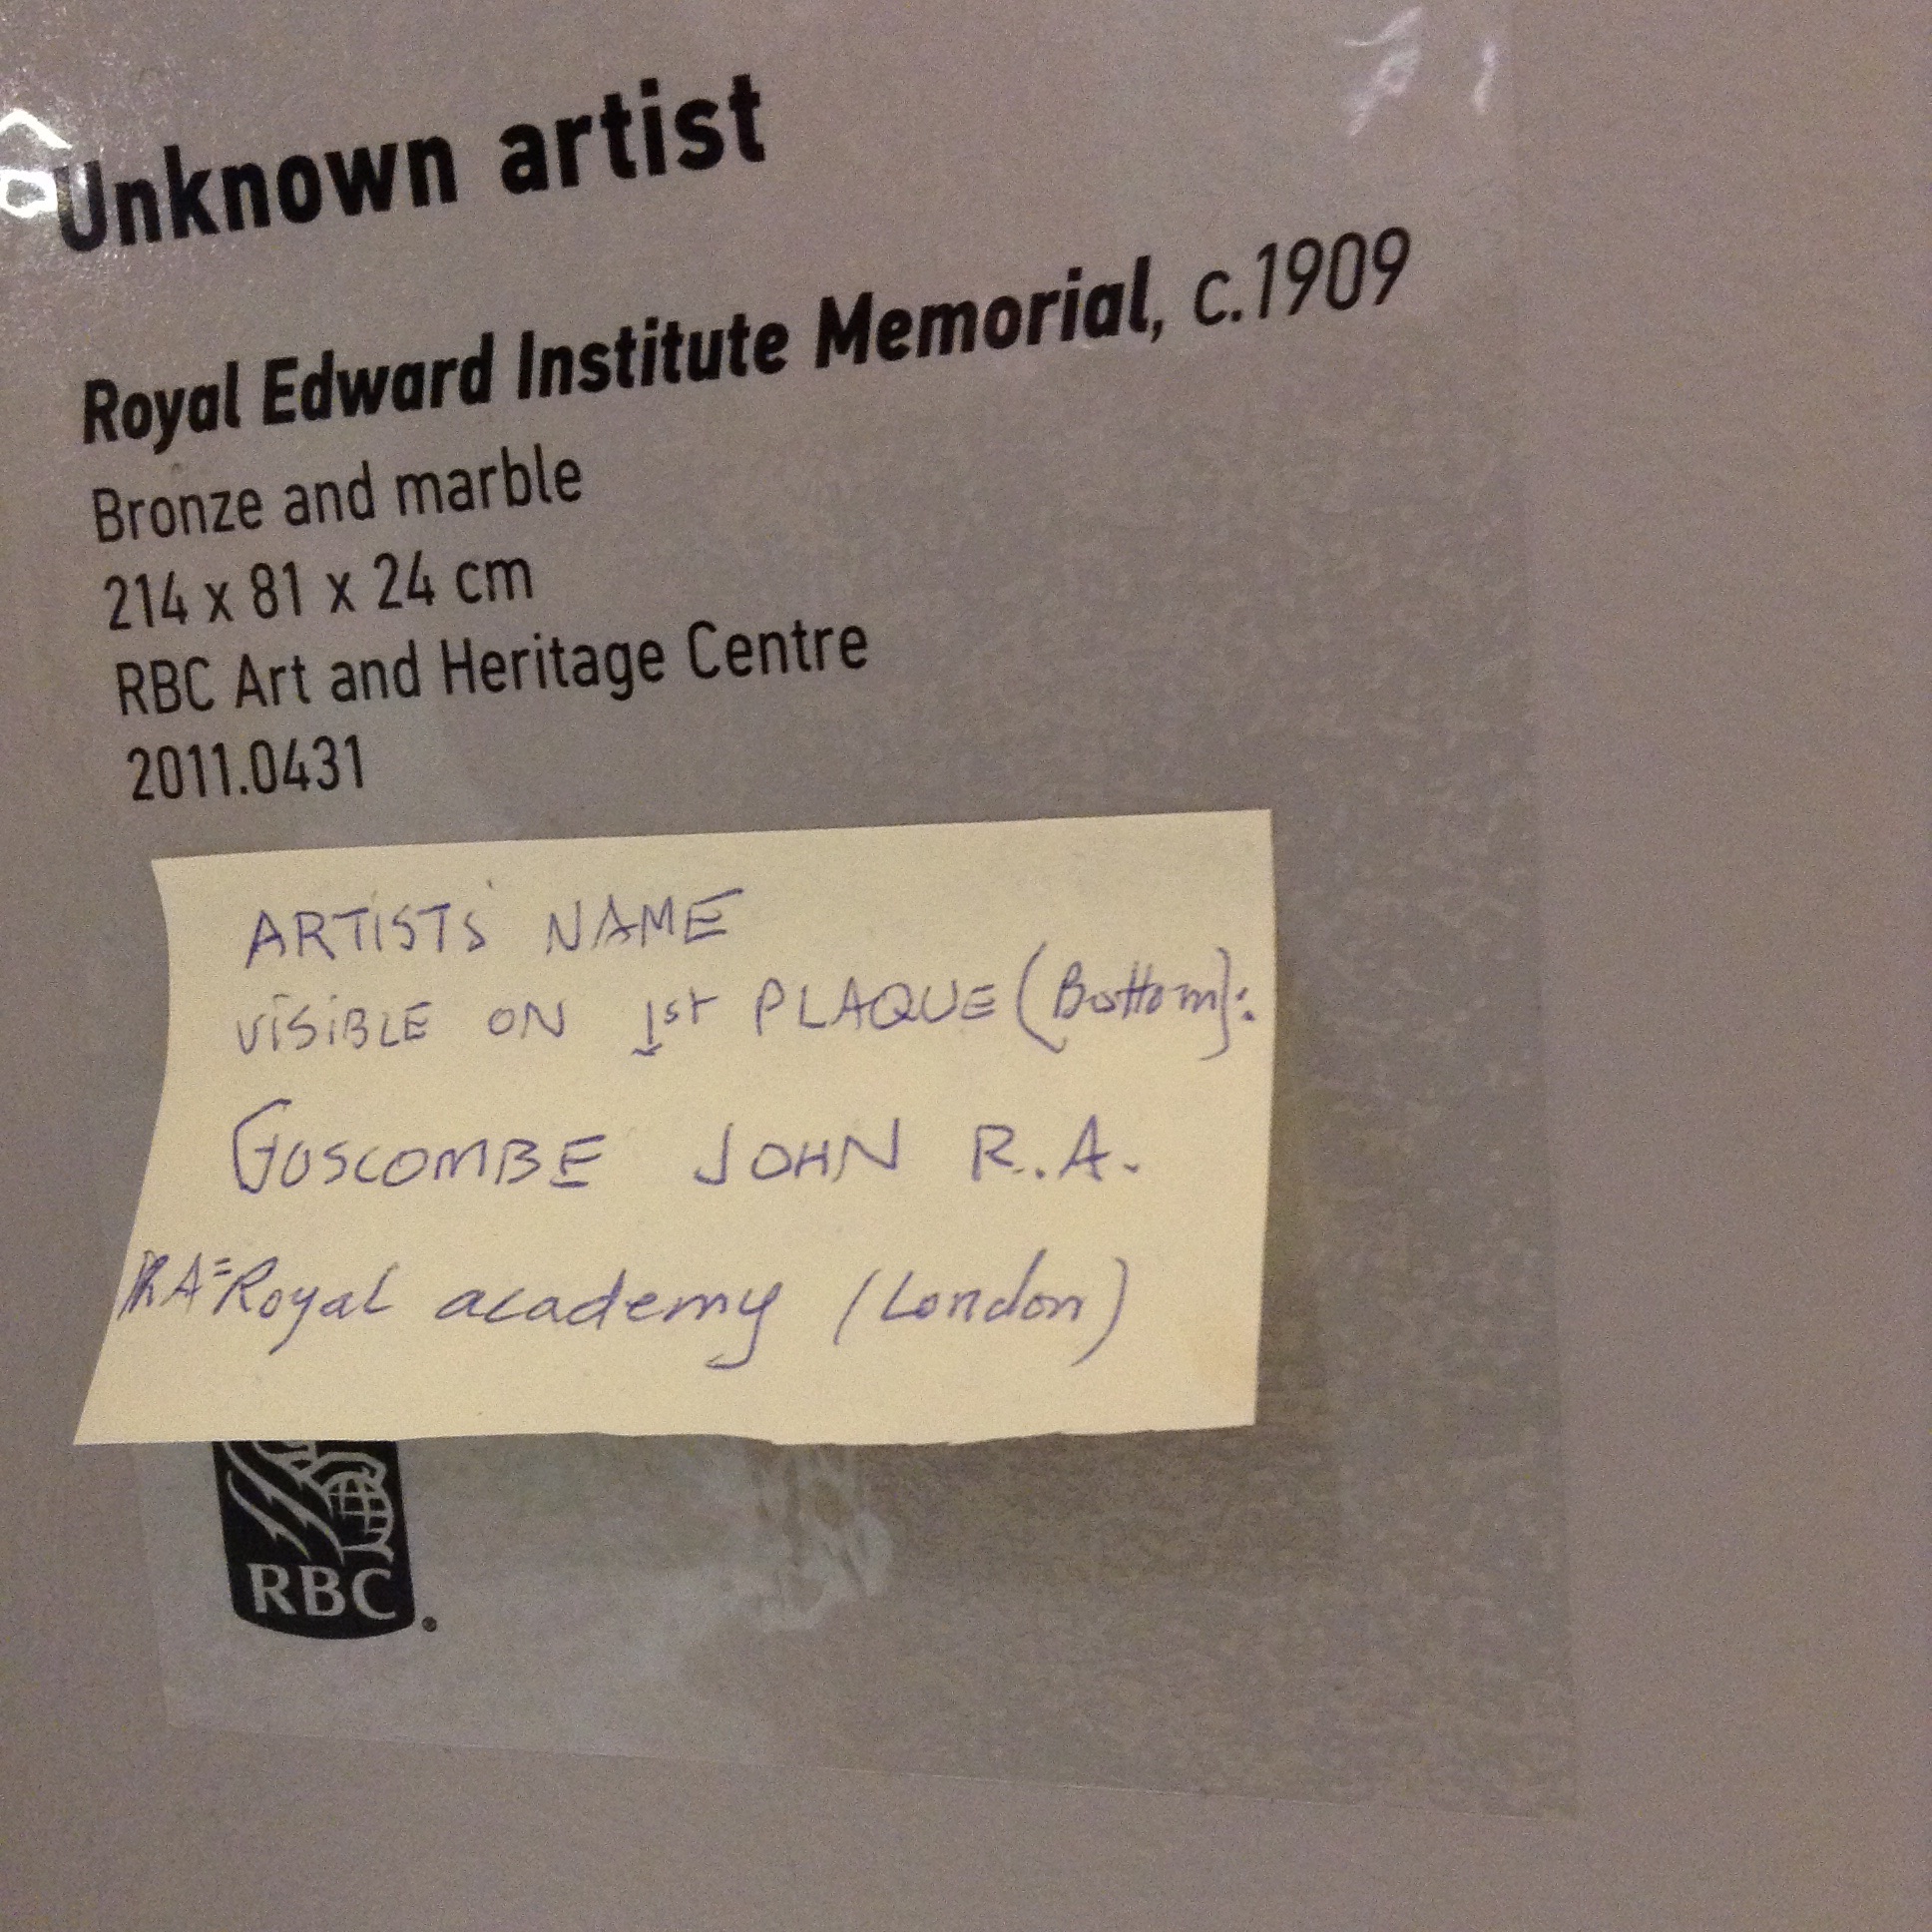 Unknown artist
Royal Edward Institute Memorial, c.1909
Bronze and marble
214 x 81 x 24 cm
RBC Art and Heritage Centre
2011.0431
ARTiSTS' NAME
ViSiBLE ON 1st PLAQUE (Bottom):
GOSCOMBE JOHN R.A.
RA=Royal academy (London)
RBC